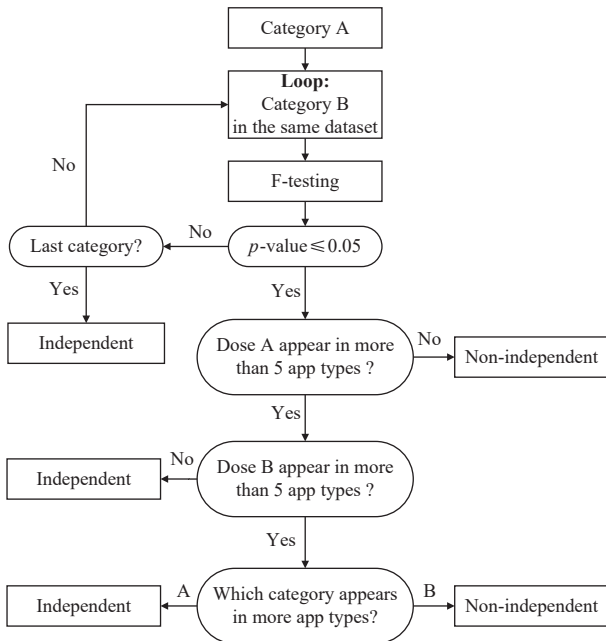 Category A
Loop:
Category B
in the same dataset
No
F-testing
Last category?
No
p-value ⩽ 0.05
Yes
Yes
Independent
Dose A appear in more
than 5 app types ?
No
Non-independent
Yes
Independent
No
Dose B appear in more
than 5 app types ?
Yes
Independent
A
Which category appears
in more app types?
B
Non-independent